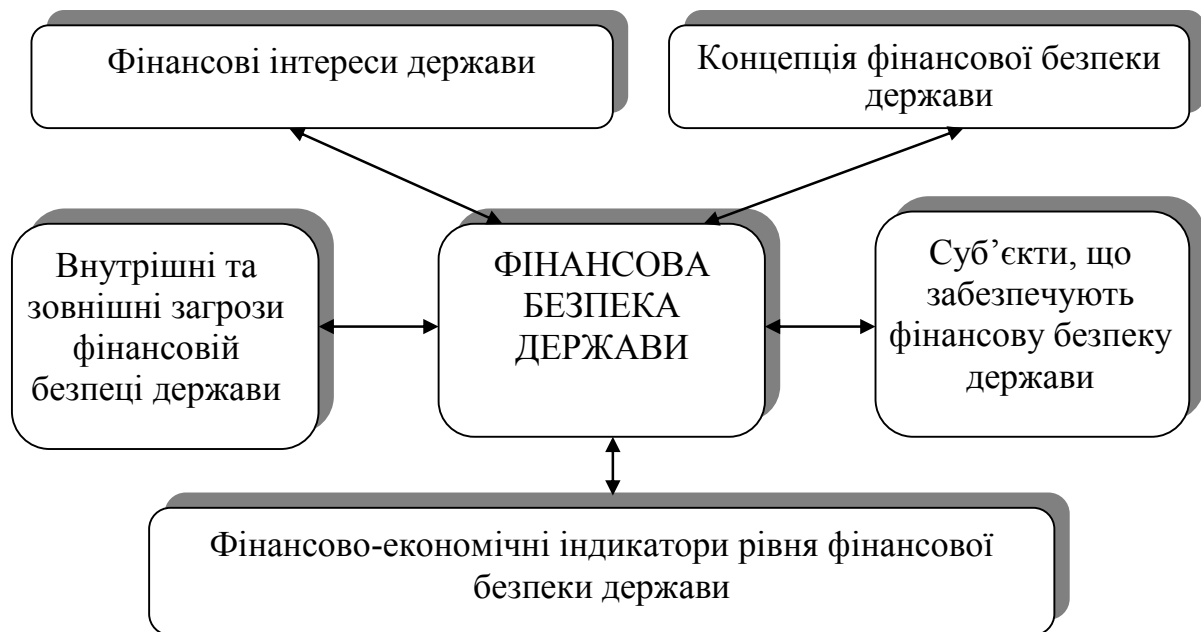 Фінансові інтереси держави
Концепція фінансової безпеки
держави
Внутрішні та
зовнішні загрози
фінансовій
безпеці держави
ФІНАНСОВА
БЕЗПЕКА
ДЕРЖАВИ
Суб’єкти, що
забезпечують
фінансову безпеку
держави
Фінансово-економічні індикатори рівня фінансової
безпеки держави